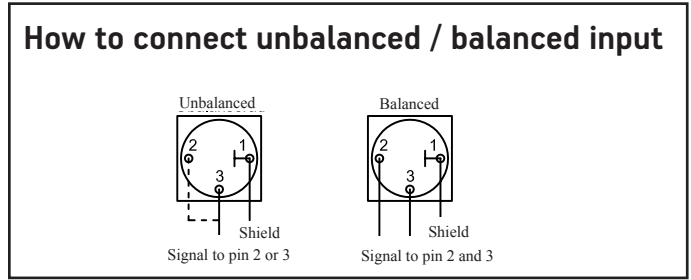 How to connect unbalanced / balanced input
Unbalanced Balanced
2 1 2 1
3 3
Shield Shield
Signal to pin 2 or 3 Signal to pin 2 and 3